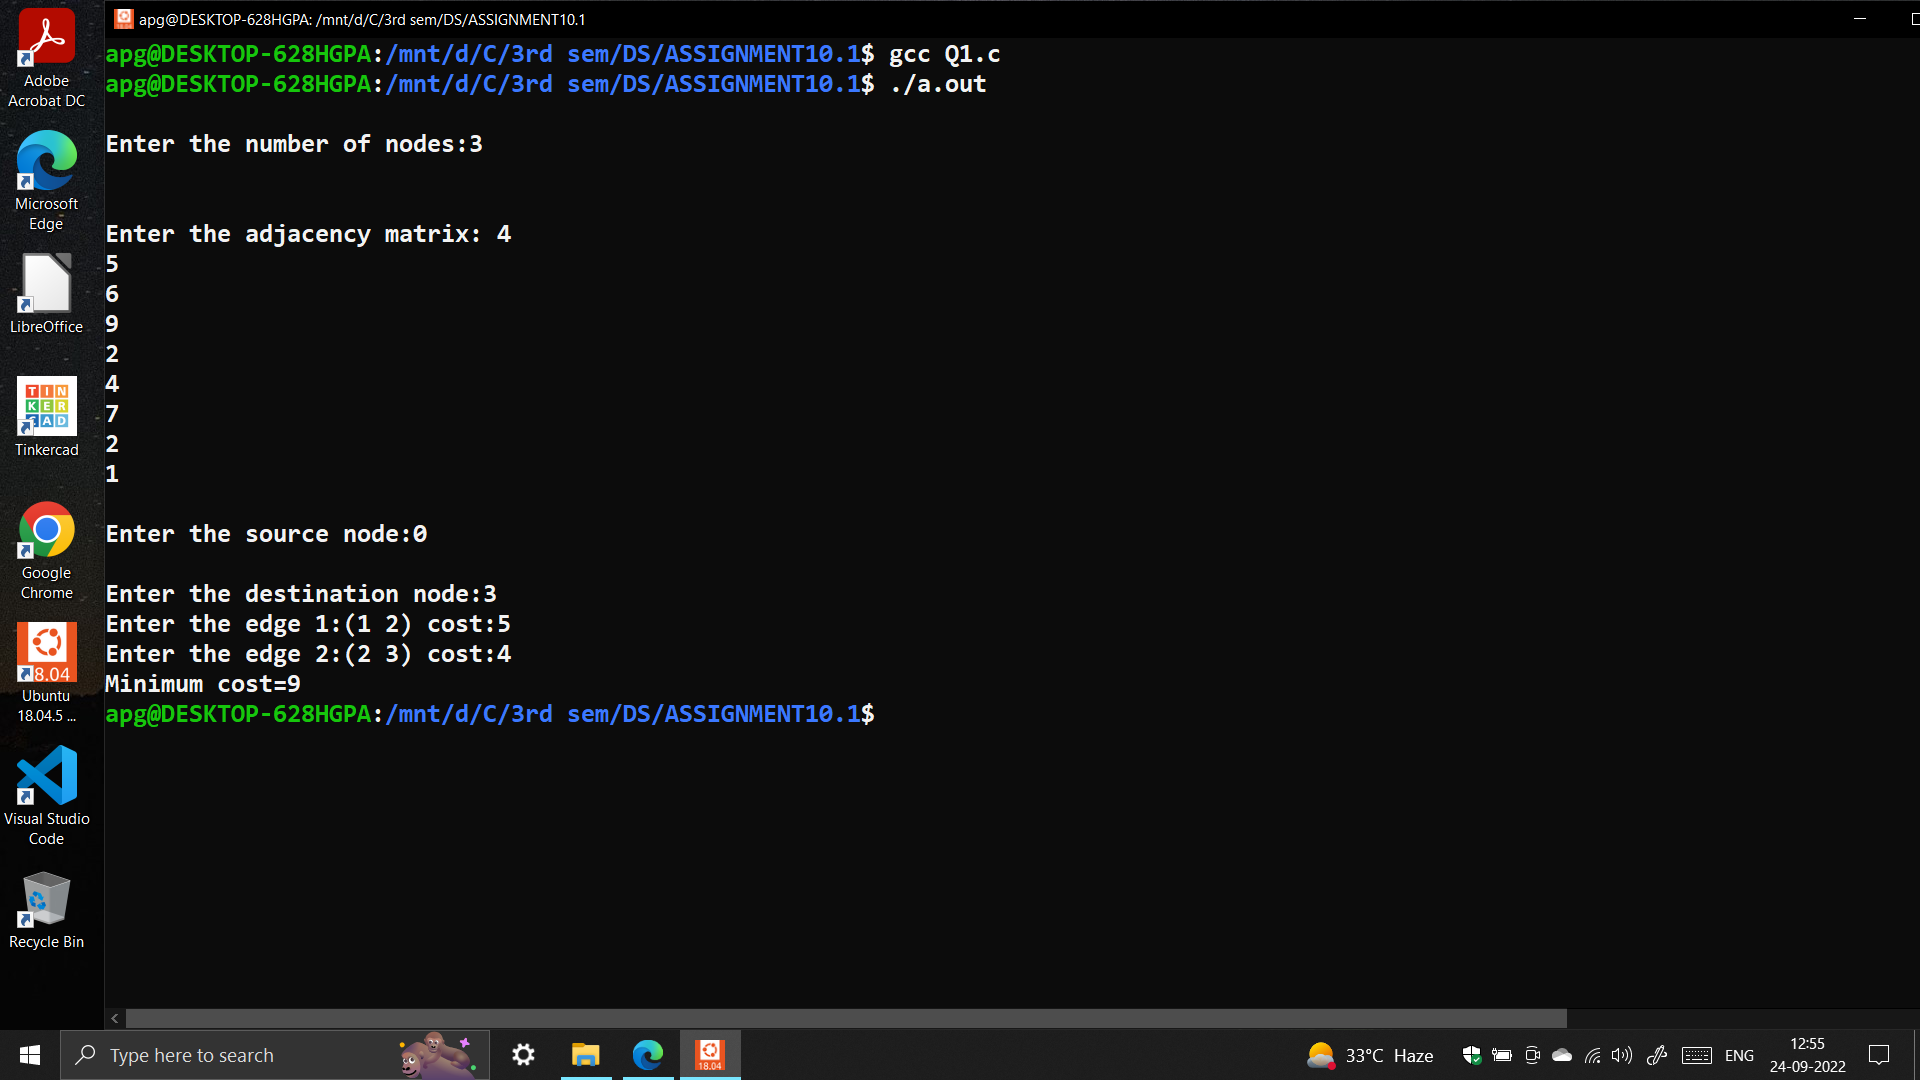 apg@DESKTOP-628HGPA: /mnt/d/C/3rd sem/DS/ASSIGNMENT10.1
apg@DESKTOP-628HGPA:/mnt/d/C/3rd sem/DS/ASSIGNMENT10.1$ gcc Q1.c
apg@DESKTOP-628HGPA:/mnt/d/C/3rd sem/DS/ASSIGNMENT10.1$ ./a.out
Enter the number of nodes:3
Enter the adjacency matrix: 4
5
6
9
2
4
7
2
1
Enter the source node:0
Enter the destination node:3
Enter the edge 1:(1 2) cost:5
Enter the edge 2:(2 3) cost:4
Minimum cost=9
apg@DESKTOP-628HGPA:/mnt/d/C/3rd sem/DS/ASSIGNMENT10.1$
Adobe
Acrobat DC
Microsoft
Edge
LibreOffice
TIN
KER
CAD
Tinkercad
Google
Chrome
18.04
Ubuntu
18.04.5 ...
Visual Studio
Code
Recycle Bin
Type here to search
18.04
33°C Haze
ENG
12:55
24-09-2022